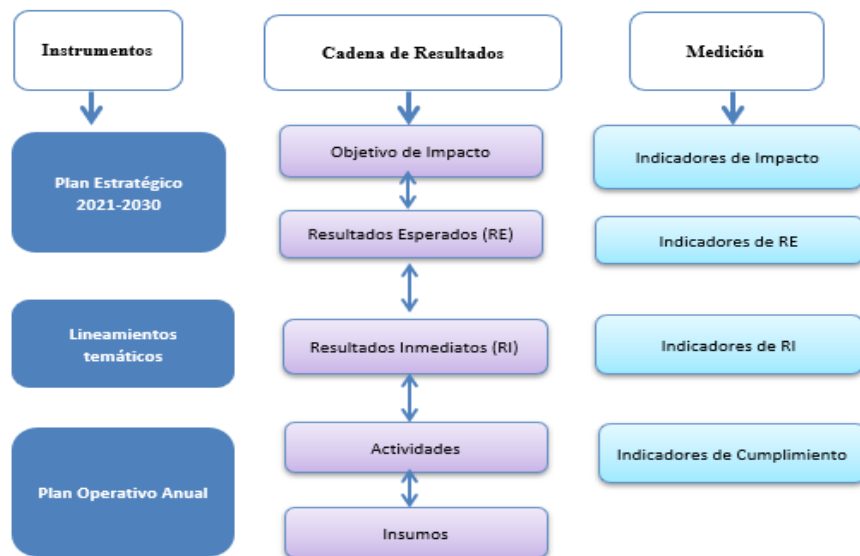 Instrumentos
Cadena de Resultados
Medición
Plan Estratégico
2021-2030
Objetivo de Impacto
Indicadores de Impacto
Resultados Esperados (RE)
Indicadores de RE
Lineamientos
temáticos
Resultados Inmediatos (RI)
Indicadores de RI
Plan Operativo Anual
Actividades
Indicadores de Cumplimiento
Insumos